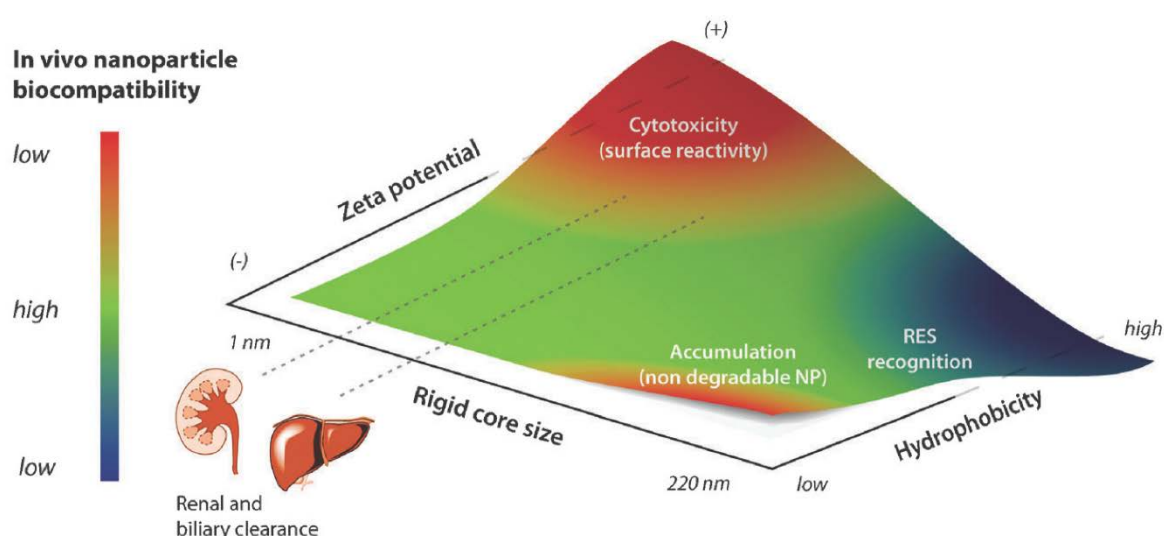 In vivo nanoparticle
biocompatibility
low
high
low
(+)
Zeta potential
(-)
Cytotoxicity
(surface reactivity)
1 nm
Rigid core size
220 nm
Accumulation
(non degradable NP)
RES
recognition
high
Hydrophobicity
low
Renal and
biliary clearance